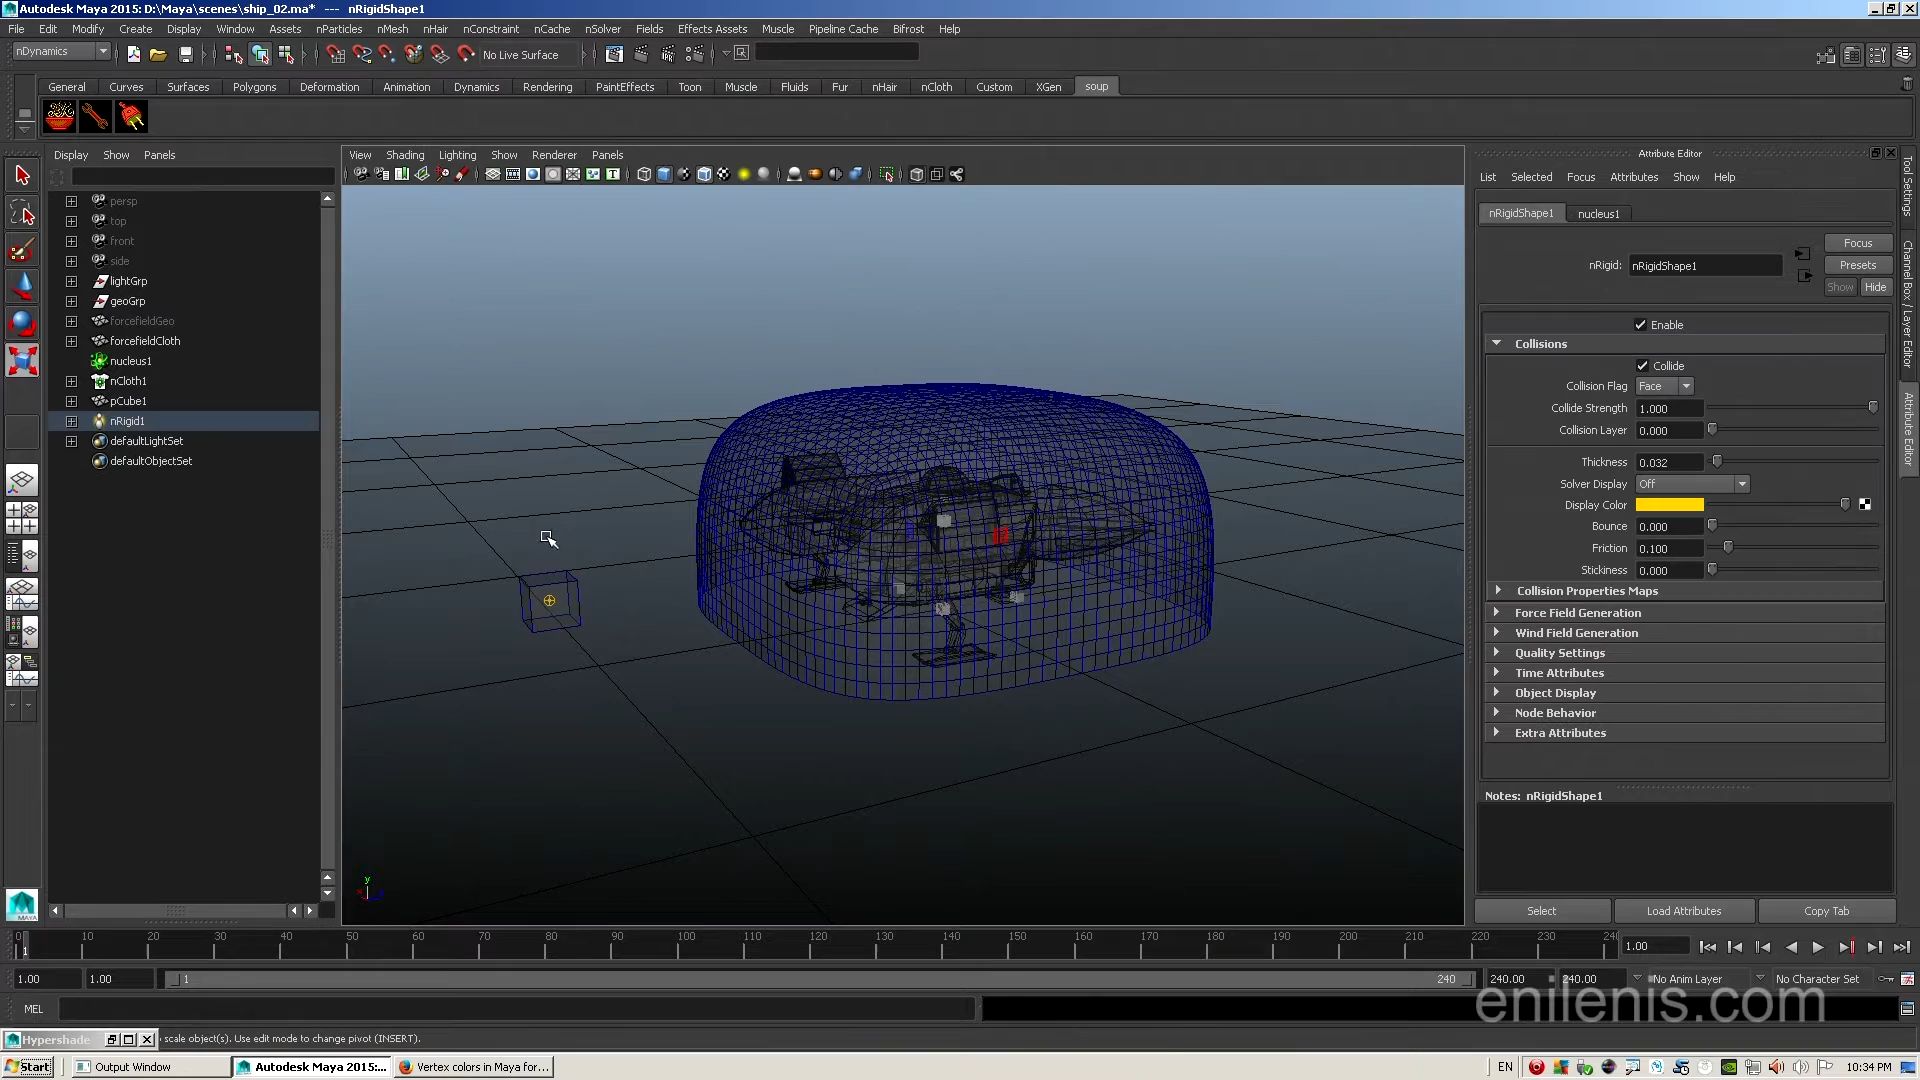 Autodesk Maya 2015: D:\Maya\scenes\ship_02.ma* --- nRigidShape1
File Edit Modify Create Display Window Assets nParticles nMesh nHair nConstraint nCache nSolver Fields Effects Assets Muscle Pipeline Cache Bifrost Help
nDynamics No Live Surface
General Curves Surfaces Polygons Deformation Animation Dynamics Rendering PaintEffects Toon Muscle Fluids Fur nHair nCloth Custom XGen soup
Display Show Panels
View Shading Lighting Show Renderer Panels
persp
top
front
side
lightGrp
geoGrp
forcefieldGeo
forcefieldCloth
nucleus1
nCloth1
pCube1
nRigid1
defaultLightSet
defaultObjectSet
y
Attribute Editor
List Selected Focus Attributes Show Help
nRigidShape1 nucleus1
Focus
nRigid: nRigidShape1 Presets
Show Hide
Enable
Collisions
Collide
Collision Flag Face
Collide Strength 1.000
Collision Layer 0.000
Thickness 0.032
Solver Display Off
Display Color
Bounce 0.000
Friction 0.100
Stickiness 0.000
Collision Properties Maps
Force Field Generation
Wind Field Generation
Quality Settings
Time Attributes
Object Display
Node Behavior
Extra Attributes
Notes: nRigidShape1
Select Load Attributes Copy Tab
Tool Settings
Channel Box / Layer Editor
Attribute Editor
MAYA
0 10 20 30 40 50 60 70 80 90 100 110 120 130 140 150 160 170 180 190 200 210 220 230 240
1 1.00
1.00 1.00 1 240 240.00 240.00 No Anim Layer No Character Set
MEL
enilenis.com
Hypershade scale object(s). Use edit mode to change pivot (INSERT).
Start Output Window Autodesk Maya 2015:... Vertex colors in Maya for... EN 10:34 PM